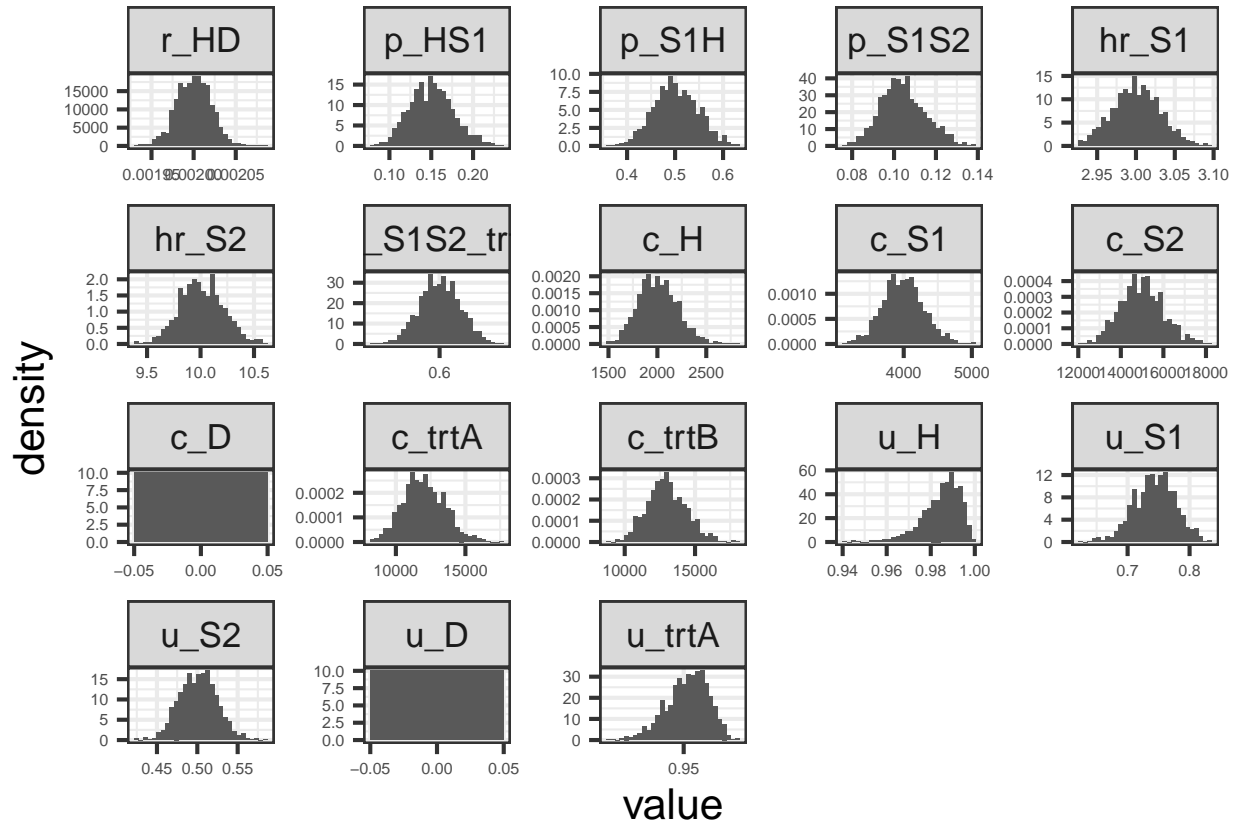 r_HD p_HS1 p_S1H p_S1S2 hr_S1
15000 10000 5000 0
15 10 5 0
10.0 7.5 5.0 2.5 0.0
40 30 20 10 0
15 10 5 0
0.00195 0.00200 0.00205
0.10 0.15 0.20
0.4 0.5 0.6
0.08 0.10 0.12 0.14
2.95 3.00 3.05 3.10
hr_S2 _S1S2_tr c_H c_S1 c_S2
2.0 1.5 1.0 0.5 0.0
30 20 10 0
0.0020 0.0015 0.0010 0.0005 0.0000
0.0010 0.0005 0.0000
0.0004 0.0003 0.0002 0.0001 0.0000
9.5 10.0 10.5
0.6
1500 2000 2500
4000 5000
12000 14000 16000 18000
density
c_D c_trtA c_trtB u_H u_S1
10.0 7.5 5.0 2.5 0.0
0.0002 0.0001 0.0000
0.0003 0.0002 0.0001 0.0000
60 40 20 0
12 8 4 0
−0.05 0.00 0.05
10000 15000
10000 15000
0.94 0.96 0.98 1.00
0.7 0.8
u_S2 u_D u_trtA
15 10 5 0
10.0 7.5 5.0 2.5 0.0
30 20 10 0
0.45 0.50 0.55
−0.05 0.00 0.05
0.95
value